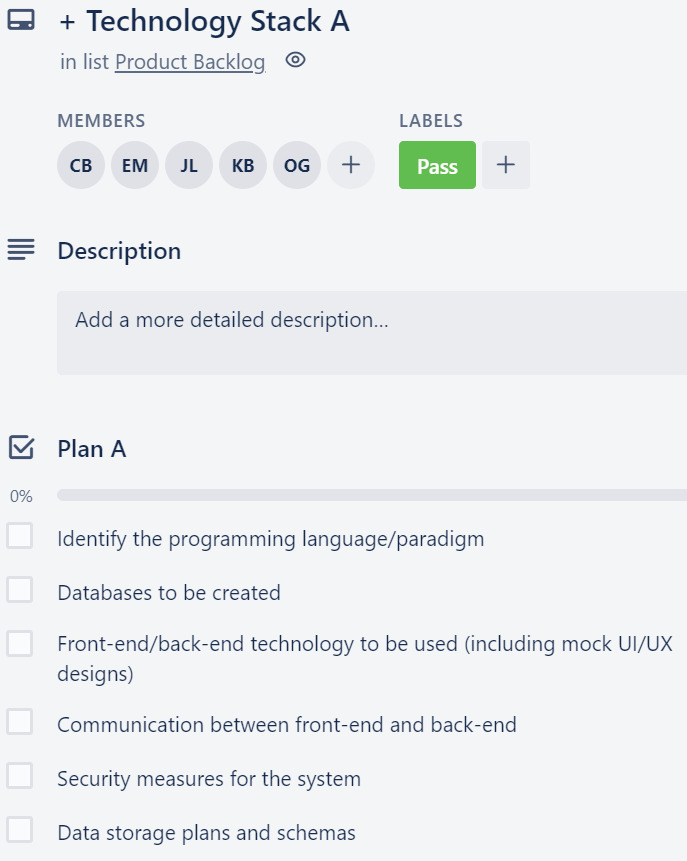 + Technology Stack A
in list Product Backlog
MEMBERS
LABELS
CB EM JL KB OG +
Pass +
Description
Add a more detailed description...
Plan A
0%
Identify the programming language/paradigm
Databases to be created
Front-end/back-end technology to be used (including mock UI/UX
designs)
Communication between front-end and back-end
Security measures for the system
Data storage plans and schemas